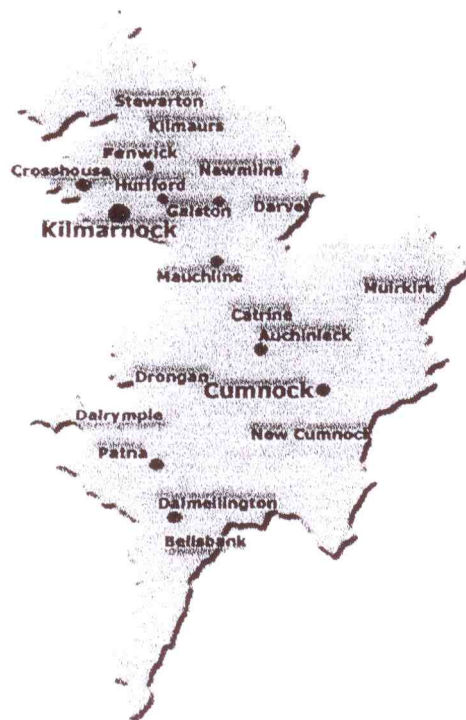 Stewarton
Kilmaurs
Fenwick
Crosshouse
Newmilns
Hurlford
Galston
Darvel
Kilmarnock
Mauchline
Muirkirk
Catrine
Auchinleck
Drongan
Cumnock
Dalrymple
New Cumnock
Patna
Dalmellington
Bellsbank